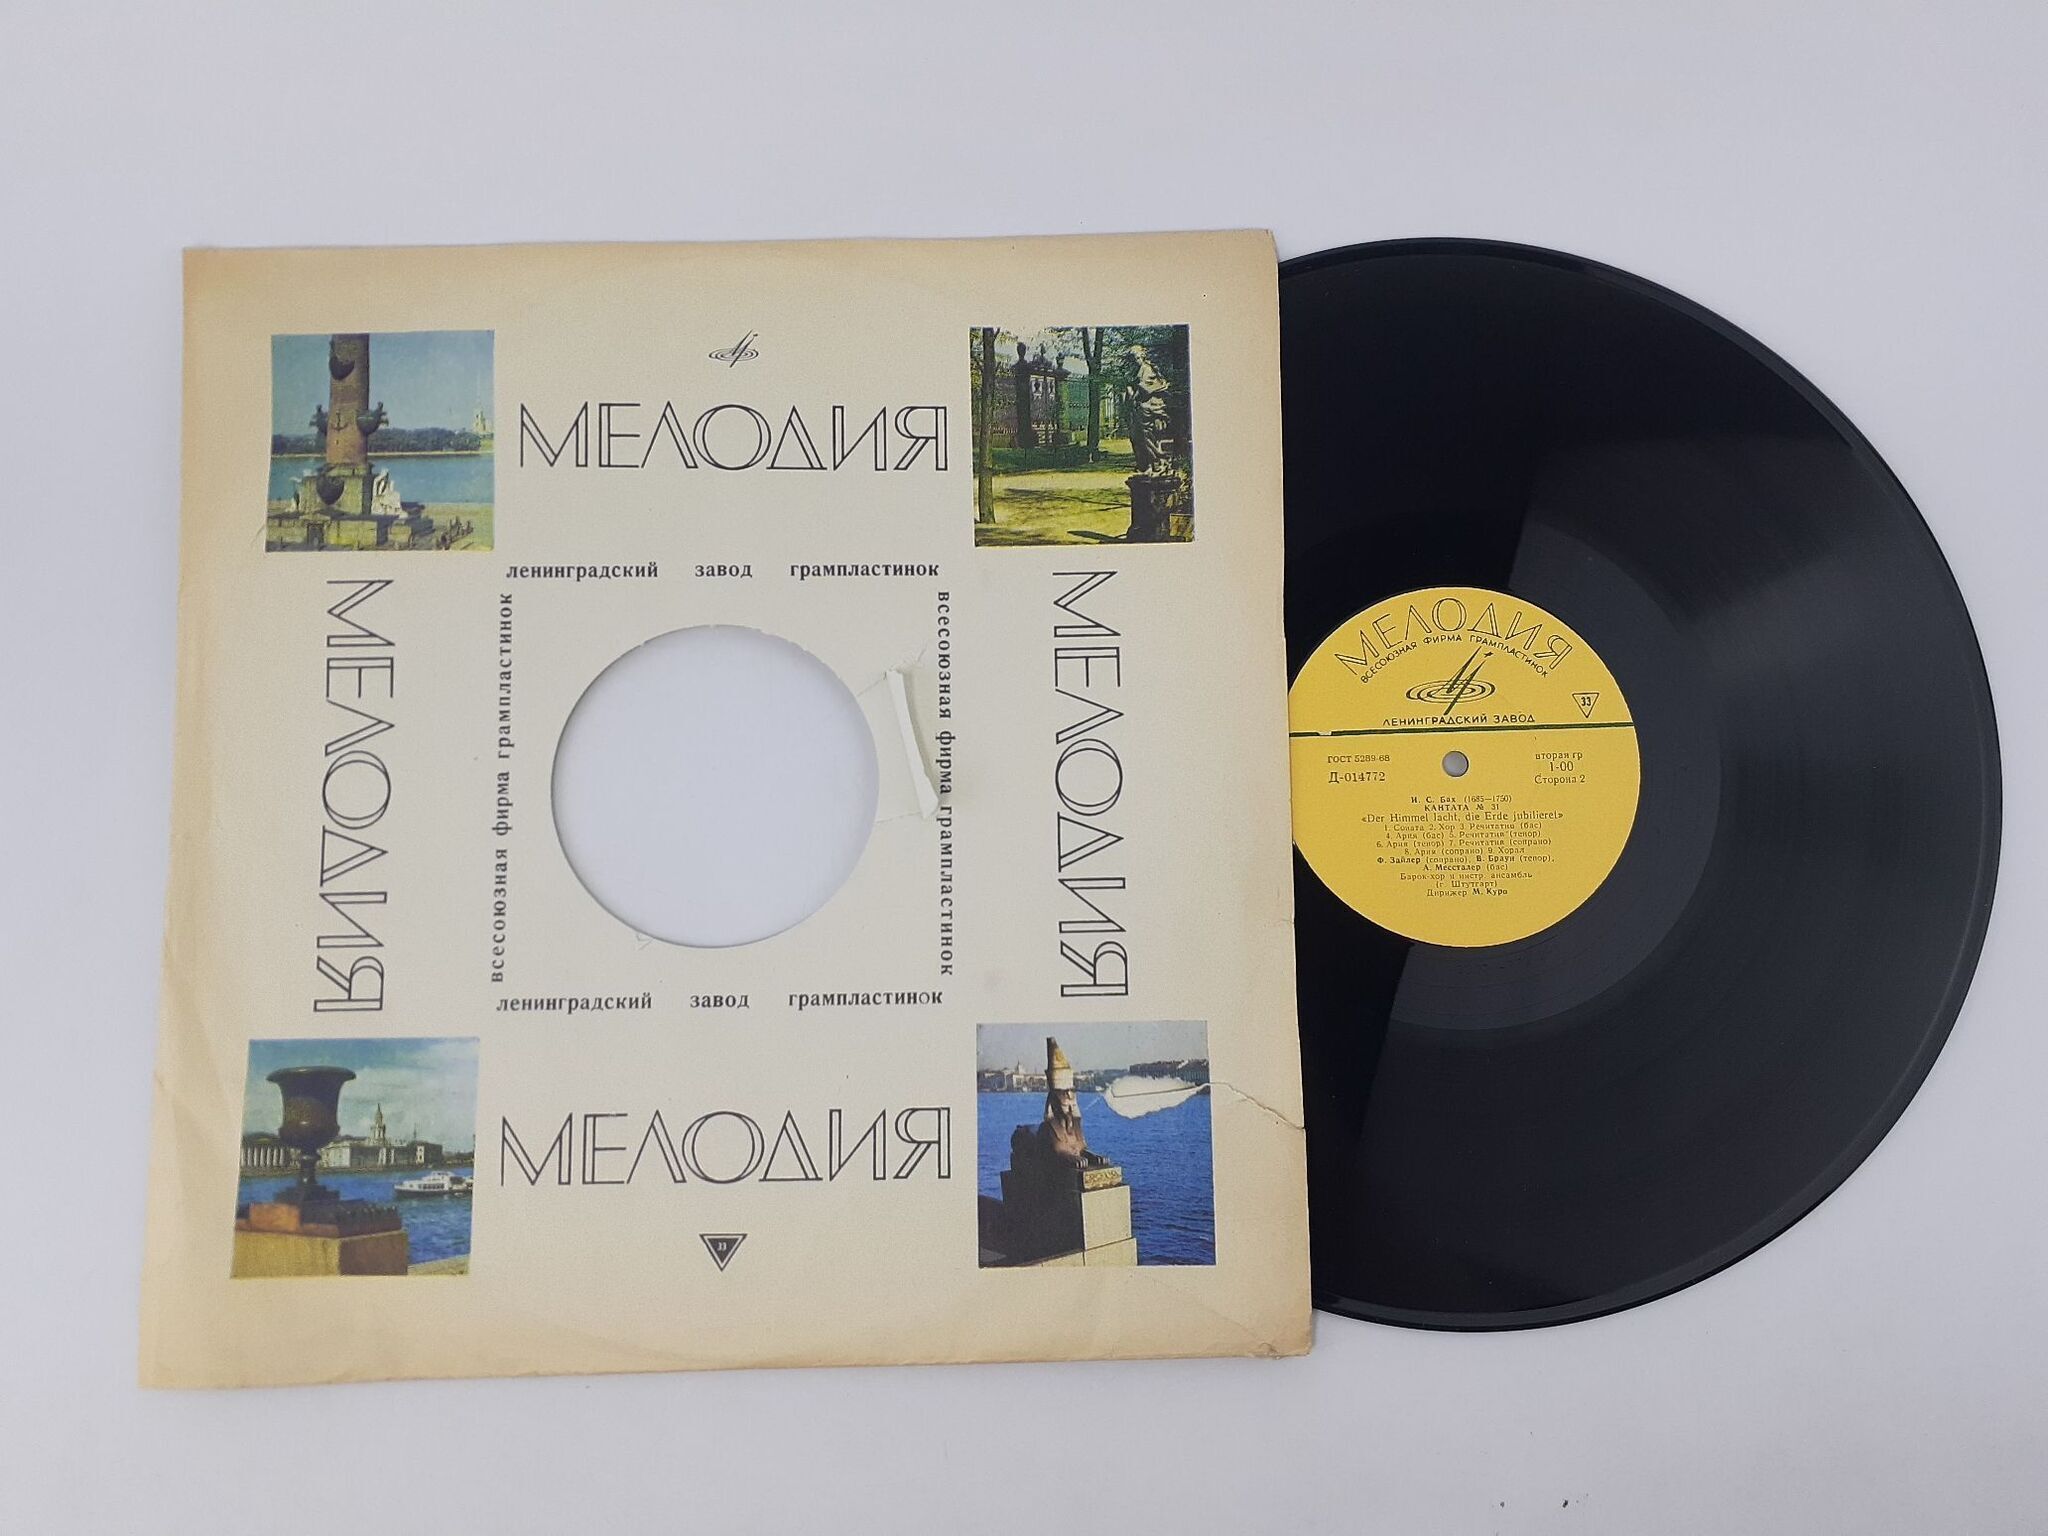 МЕЛОДИЯ
ленинградский завод грампластинок
МЕЛОДИЯ
всесоюзная фирма грампластинок
всесоюзная фирма грампластинок
МЕЛОДИЯ
ленинградский завод грампластинок
МЕЛОДИЯ
33
МЕЛОДИЯ
ВСЕСОЮЗНАЯ ФИРМА ГРАМПЛАСТИНОК
33
ЛЕНИНГРАДСКИЙ ЗАВОД
ГОСТ 5289-68
Д-014772
вторая гр
1-00
Сторона 2
И. С. Бах (1685—1750)
КАНТАТА № 31
«Der Himmel lacht, die Erde jubilieret»
1. Соната 2. Хор 3. Речитатив (бас)
4. Ария (бас) 5. Речитатив (тенор)
6. Ария (тенор) 7. Речитатив (сопрано)
8. Ария (сопрано) 9. Хорал
Ф. Зайлер (сопрано), В. Браун (тенор),
А. Мессталер (бас)
Барок-хор и инстр. ансамбль
(г. Штутгарт)
Дирижер М. Курс